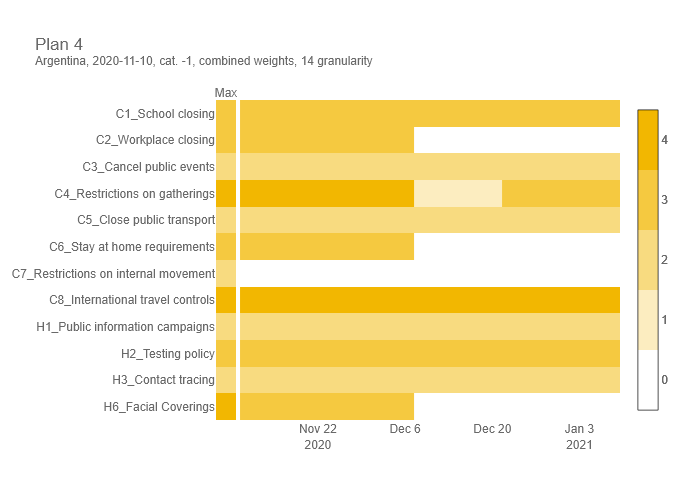 Plan 4
Argentina, 2020-11-10, cat. -1, combined weights, 14 granularity
Max
C1_School closing
C2_Workplace closing
C3_Cancel public events
C4_Restrictions on gatherings
C5_Close public transport
C6_Stay at home requirements
C7_Restrictions on internal movement
C8_International travel controls
H1_Public information campaigns
H2_Testing policy
H3_Contact tracing
H6_Facial Coverings
Nov 22 Dec 6 Dec 20 Jan 3
2020 2021
4
3
2
1
0